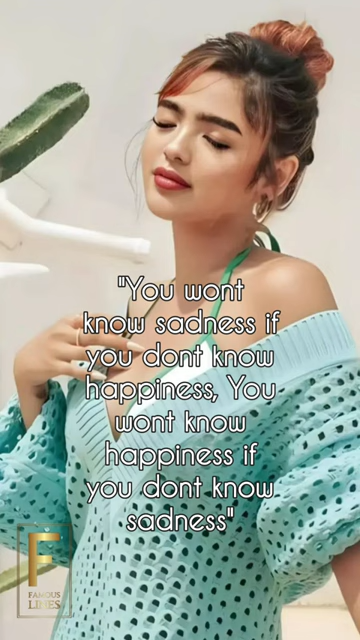 "You wont
know sadness if
you dont know
happiness, You
wont know
happiness if
you dont know
sadness"
F
FAMOUS
LINES